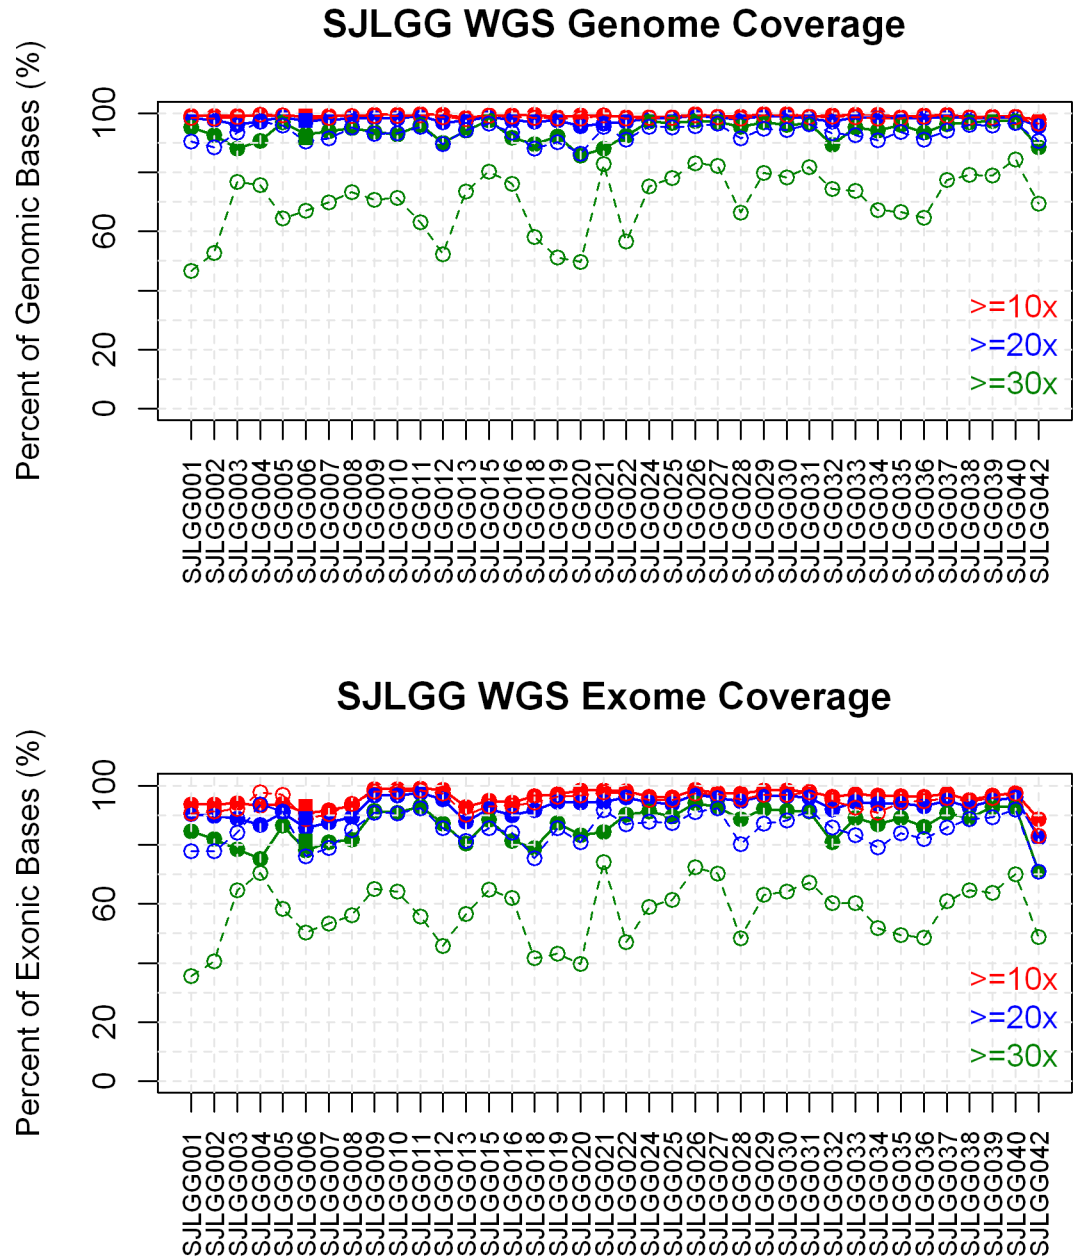 SJLGG WGS Genome Coverage
Percent of Genomic Bases (%)
100
60
20
0
>=10x
>=20x
>=30x
SJLGG001
SJLGG002
SJLGG003
SJLGG004
SJLGG005
SJLGG006
SJLGG007
SJLGG008
SJLGG009
SJLGG010
SJLGG011
SJLGG012
SJLGG013
SJLGG015
SJLGG016
SJLGG018
SJLGG019
SJLGG020
SJLGG021
SJLGG022
SJLGG024
SJLGG025
SJLGG026
SJLGG027
SJLGG028
SJLGG029
SJLGG030
SJLGG031
SJLGG032
SJLGG033
SJLGG034
SJLGG035
SJLGG036
SJLGG037
SJLGG038
SJLGG039
SJLGG040
SJLGG042
SJLGG WGS Exome Coverage
Percent of Exonic Bases (%)
100
60
20
0
>=10x
>=20x
>=30x
SJLGG001
SJLGG002
SJLGG003
SJLGG004
SJLGG005
SJLGG006
SJLGG007
SJLGG008
SJLGG009
SJLGG010
SJLGG011
SJLGG012
SJLGG013
SJLGG015
SJLGG016
SJLGG018
SJLGG019
SJLGG020
SJLGG021
SJLGG022
SJLGG024
SJLGG025
SJLGG026
SJLGG027
SJLGG028
SJLGG029
SJLGG030
SJLGG031
SJLGG032
SJLGG033
SJLGG034
SJLGG035
SJLGG036
SJLGG037
SJLGG038
SJLGG039
SJLGG040
SJLGG042